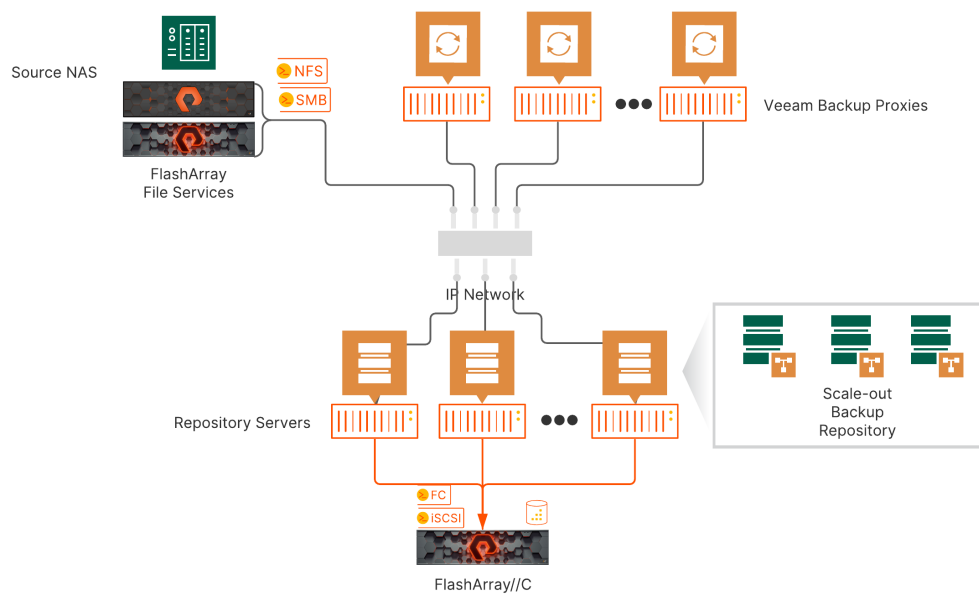 Source NAS
NFS
SMB
FlashArray
File Services
Veeam Backup Proxies
IP Network
Repository Servers
Scale-out
Backup
Repository
FC
iSCSI
FlashArray//C